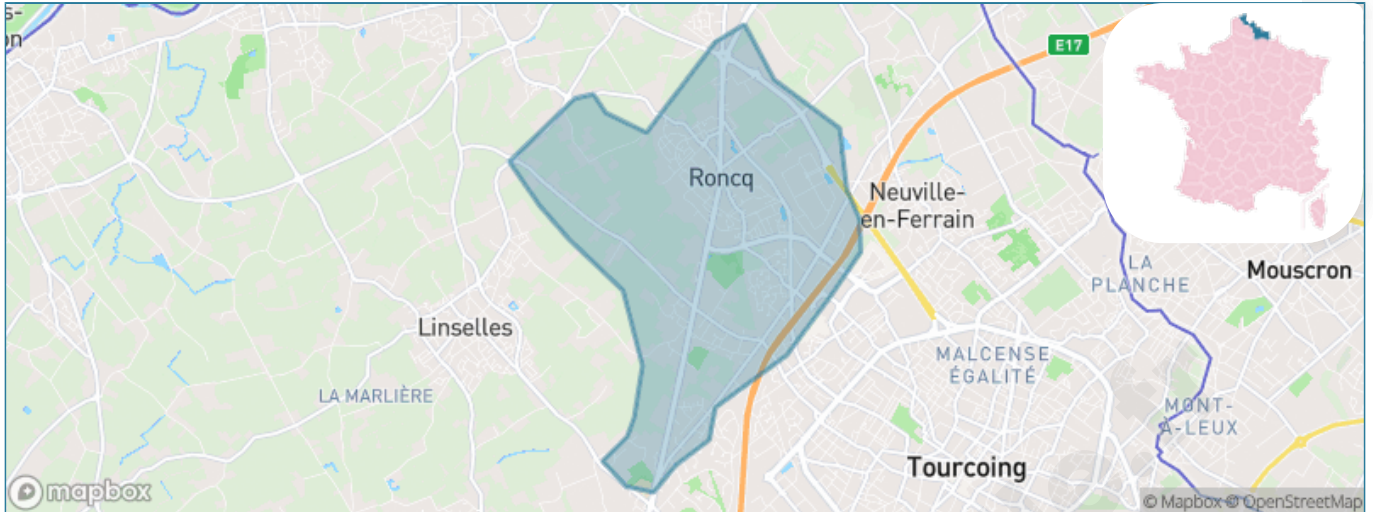 s-
on
E17
Roncq
Neuville-
en-Ferrain
LA
PLANCHE
Mouscron
Linselles
MALCENSE
ÉGALITÉ
LA MARLIÈRE
MONT-
À-LEUX
Tourcoing
mapbox
© Mapbox © OpenStreetMap